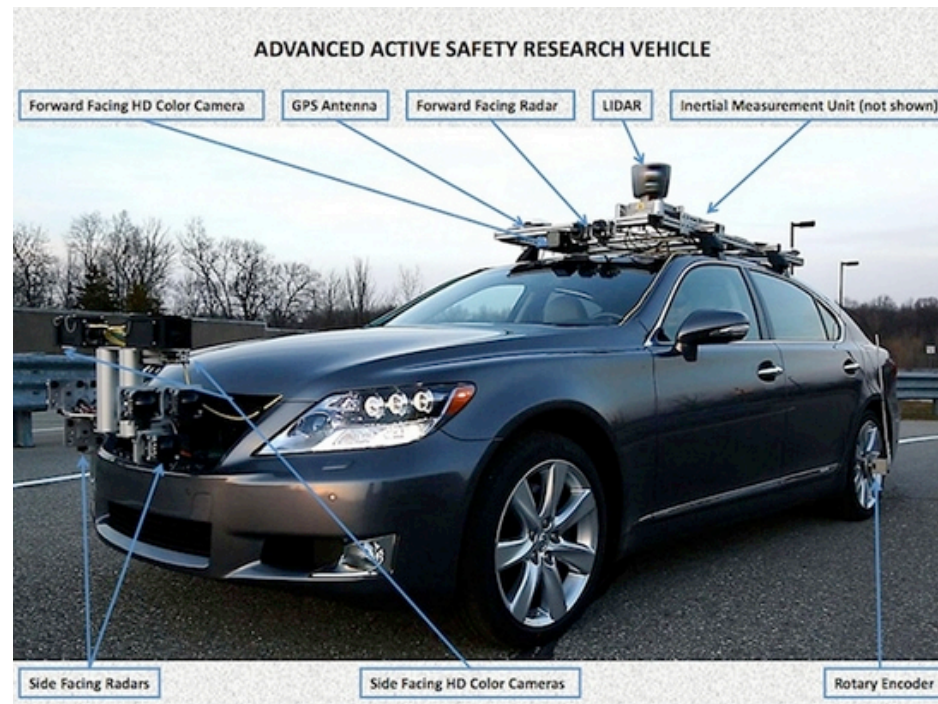 ADVANCED ACTIVE SAFETY RESEARCH VEHICLE
Forward Facing HD Color Camera
GPS Antenna
Forward Facing Radar
LIDAR
Inertial Measurement Unit (not shown)
Side Facing Radars
Side Facing HD Color Cameras
Rotary Encoder